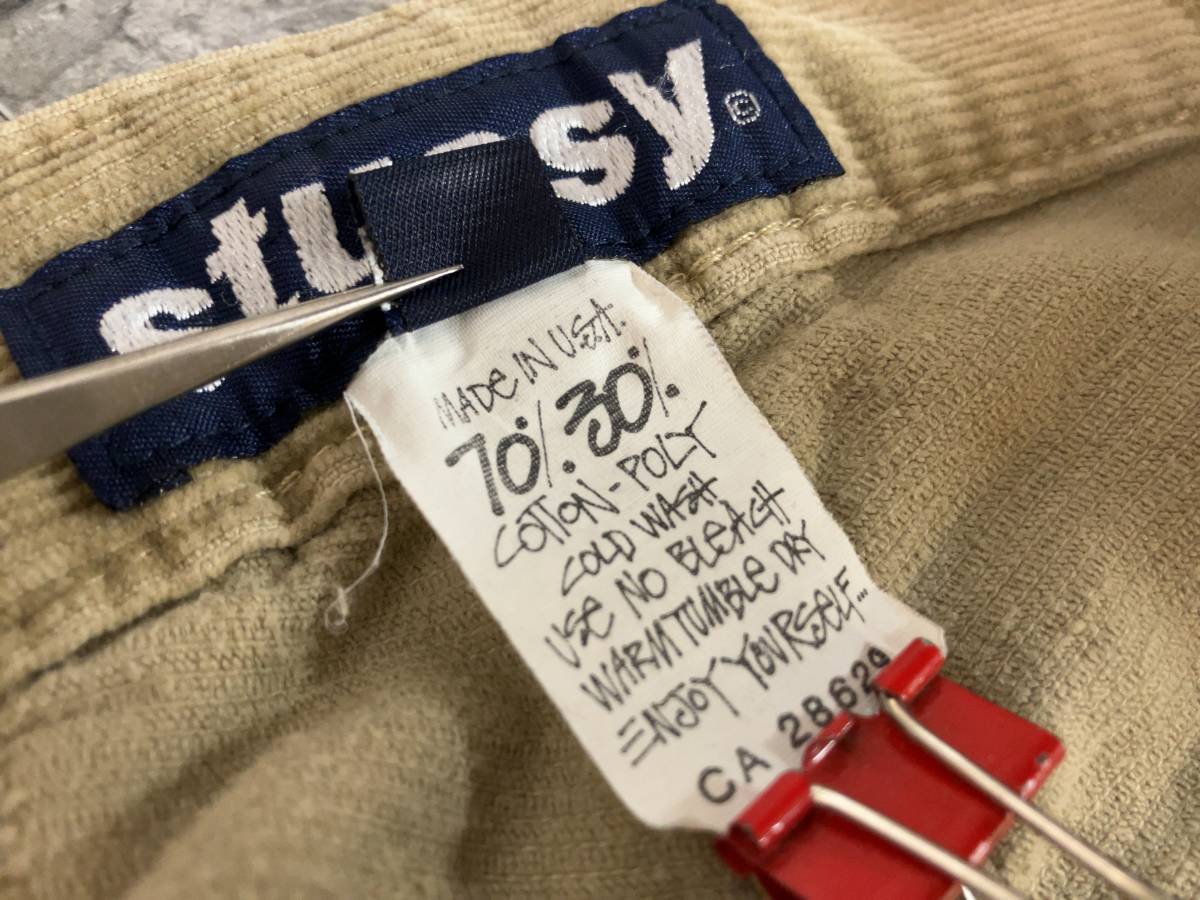 stussy ©
MADE IN U.S.A.
70% 30%
COTTON-POLY
COLD WASH
USE NO BLEACH
WARM TUMBLE DRY
ENJOY YOURSELF...
CA 28629